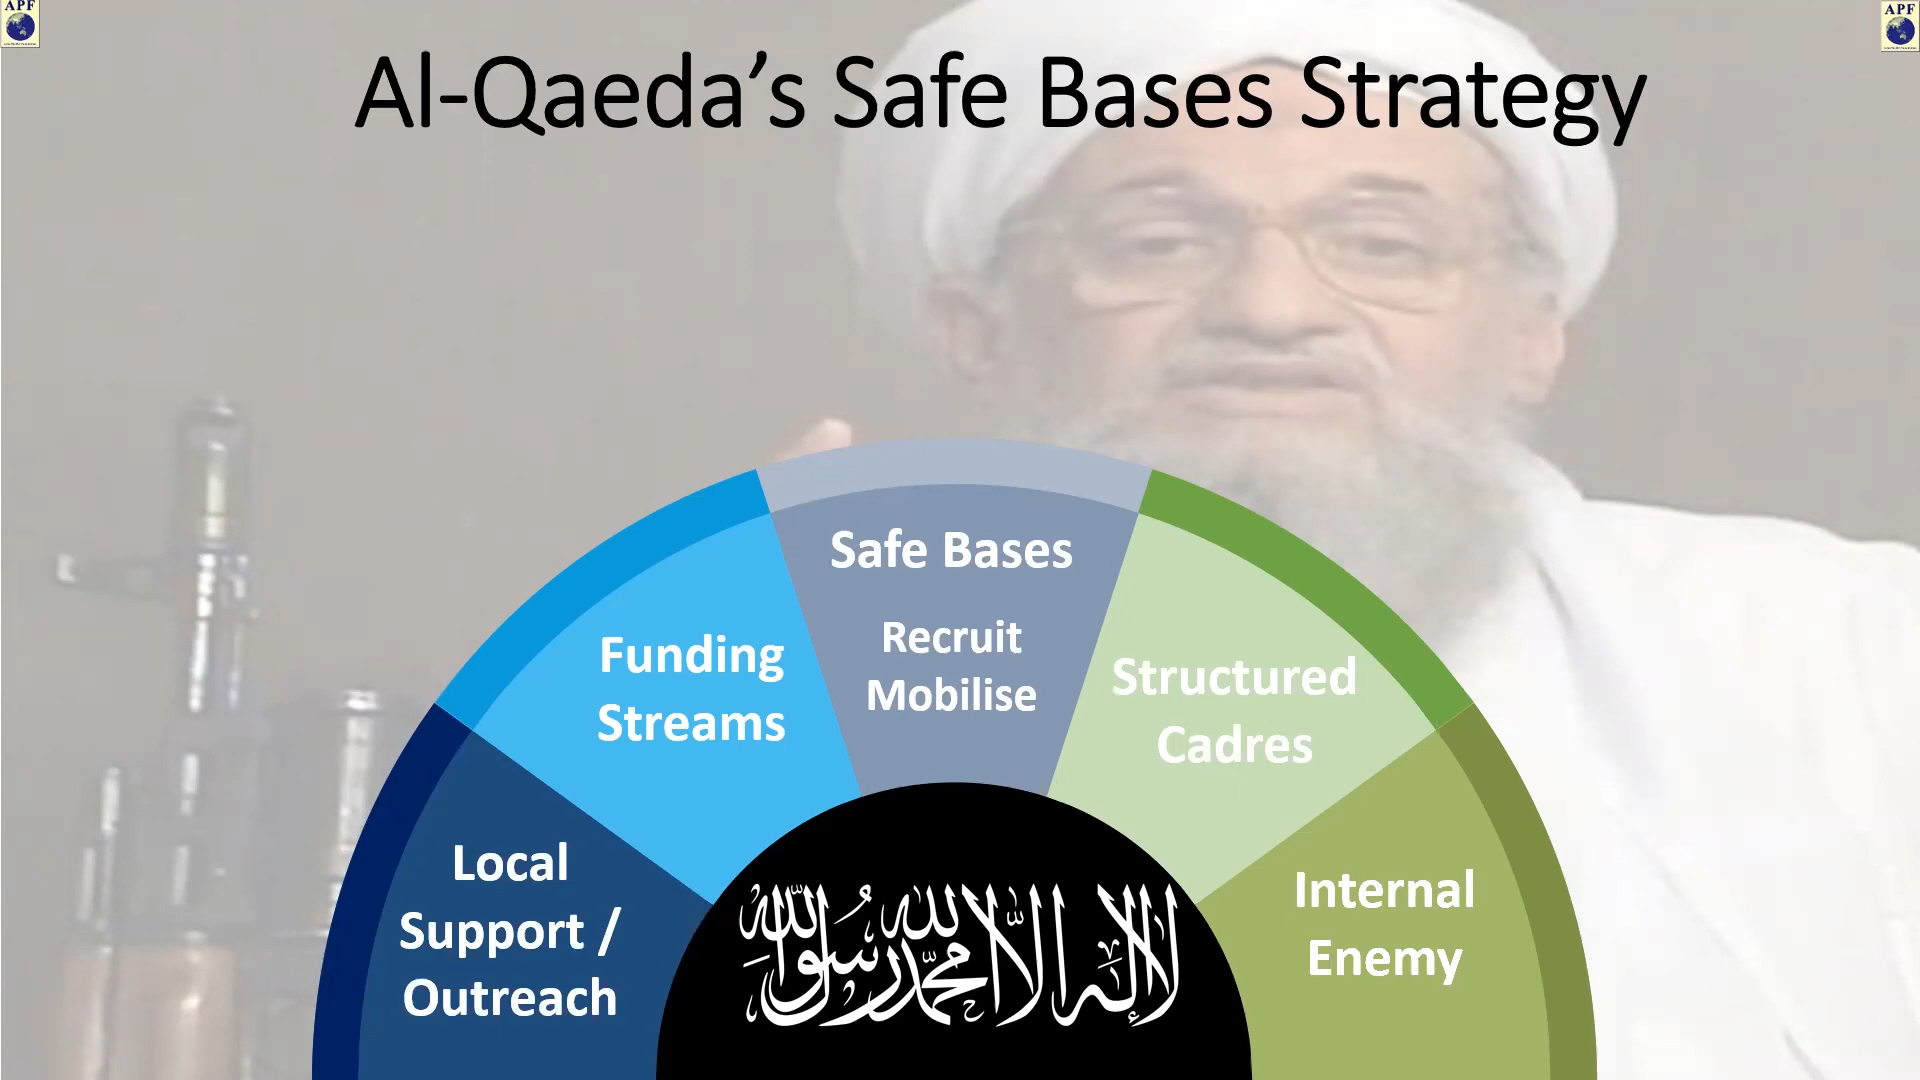 APF
APF
Al-Qaeda’s Safe Bases Strategy
Safe Bases
Recruit
Mobilise
Funding
Streams
Structured
Cadres
Local
Support /
Outreach
Internal
Enemy
لا إله إلا الله محمد رسول الله